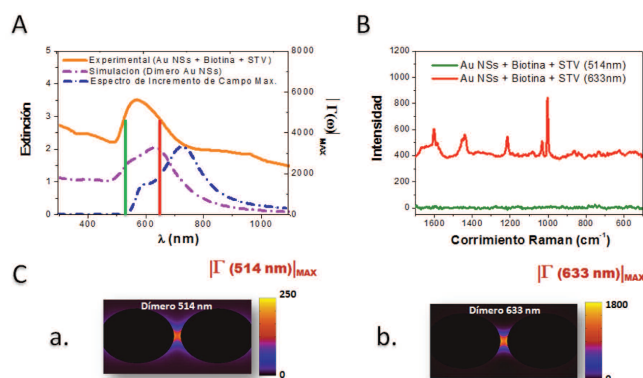 A
Experimental (Au NSs + Biotina + STV)
Simulacion (Dímero Au NSs)
Espectro de Incremento de Campo Max.
5
4
3
2
1
0
Extinción
8000
6000
4000
2000
0
|Γ(ω)|MAX
400 600 800 1000
λ (nm)
B
Au NSs + Biotina + STV (514nm)
Au NSs + Biotina + STV (633nm)
1200
1000
800
600
400
200
0
Intensidad
1600 1400 1200 1000 800 600
Corrimiento Raman (cm-1)
C
|Γ (514 nm)|MAX
a.
Dímero 514 nm
250
0
|Γ (633 nm)|MAX
b.
Dímero 633 nm
1800